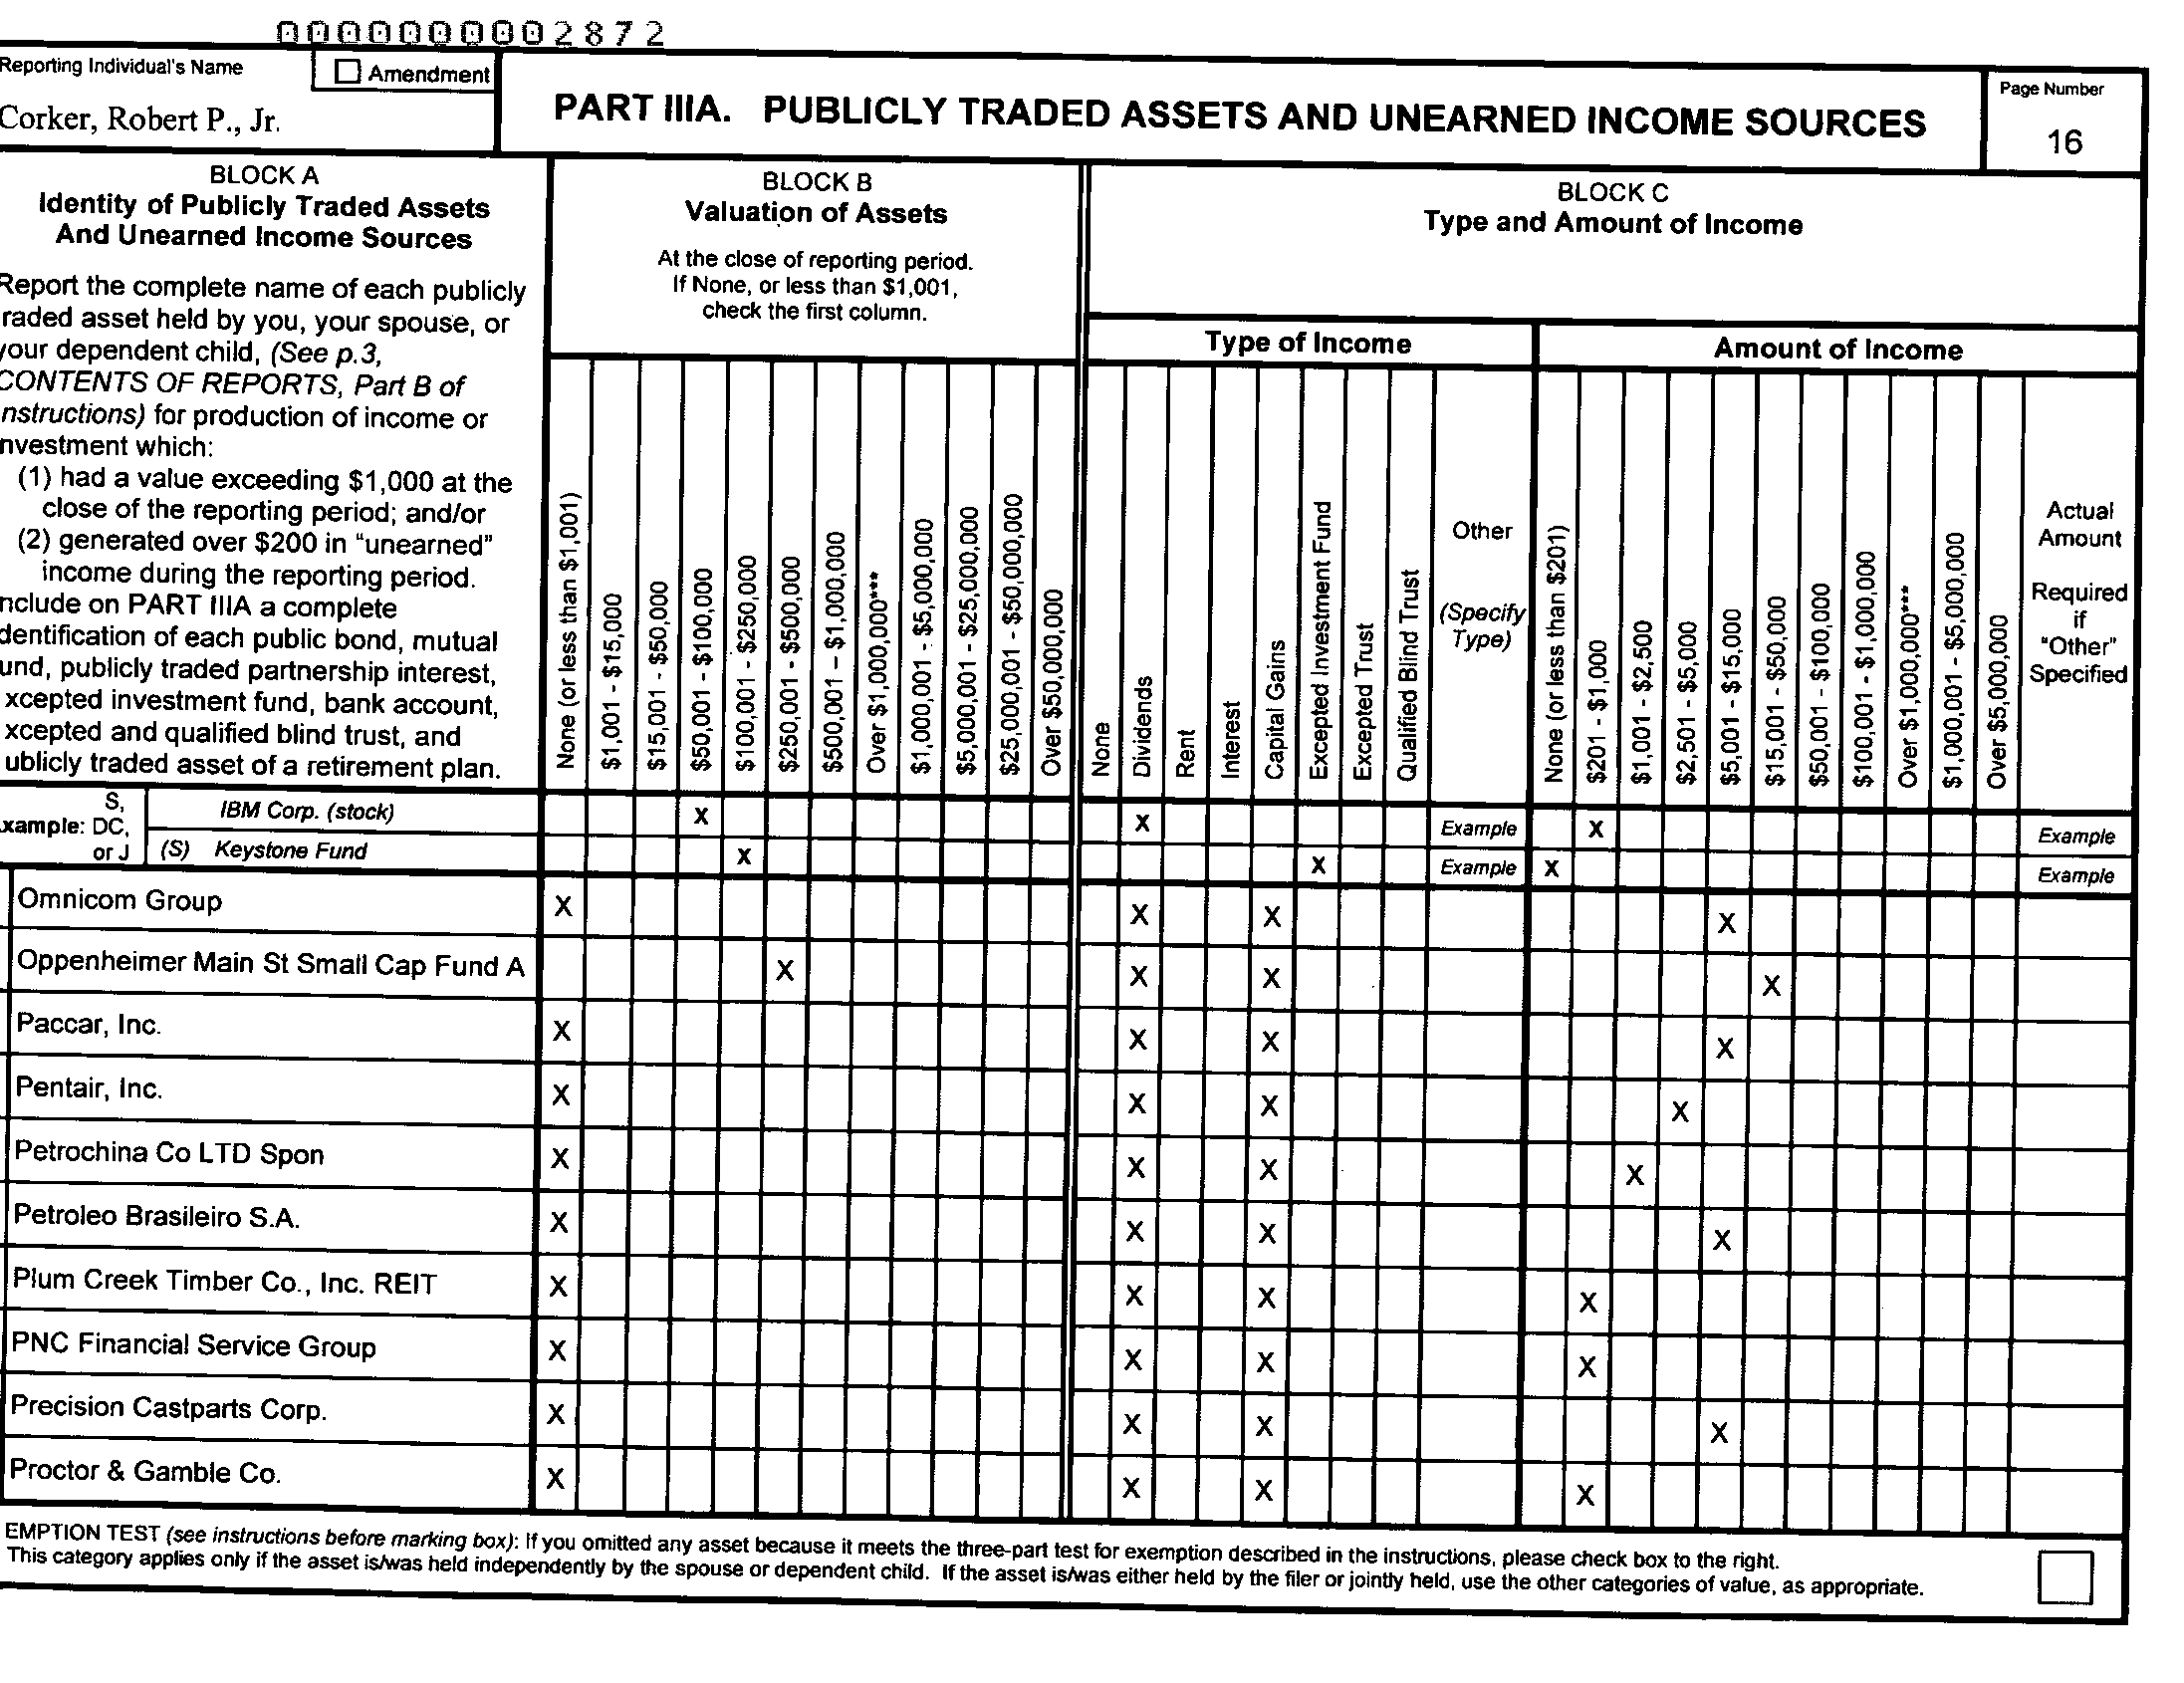 000000002872
Reporting Individual's Name
Amendment
Corker, Robert P., Jr.
PART IIIA. PUBLICLY TRADED ASSETS AND UNEARNED INCOME SOURCES
Page Number
16
BLOCK A
Identity of Publicly Traded Assets
And Unearned Income Sources
Report the complete name of each publicly
raded asset held by you, your spouse, or
your dependent child, (See p.3,
CONTENTS OF REPORTS, Part B of
nstructions) for production of income or
nvestment which:
(1) had a value exceeding $1,000 at the
close of the reporting period; and/or
(2) generated over $200 in "unearned"
income during the reporting period.
nclude on PART IIIA a complete
dentification of each public bond, mutual
und, publicly traded partnership interest,
xcepted investment fund, bank account,
xcepted and qualified blind trust, and
ublicly traded asset of a retirement plan.
BLOCK B
Valuation of Assets
At the close of reporting period.
If None, or less than $1,001,
check the first column.
None (or less than $1,001)
$1,001 - $15,000
$15,001 - $50,000
$50,001 - $100,000
$100,001 - $250,000
$250,001 - $500,000
$500,001 – $1,000,000
Over $1,000,000***
$1,000,001 - $5,000,000
$5,000,001 - $25,000,000
$25,000,001 - $50,000,000
Over $50,000,000
BLOCK C
Type and Amount of Income
Type of Income
None
Dividends
Rent
Interest
Capital Gains
Excepted Investment Fund
Excepted Trust
Qualified Blind Trust
Other
(Specify
Type)
Amount of Income
None (or less than $201)
$201 - $1,000
$1,001 - $2,500
$2,501 - $5,000
$5,001 - $15,000
$15,001 - $50,000
$50,001 - $100,000
$100,001 - $1,000,000
Over $1,000,000***
$1,000,001 - $5,000,000
Over $5,000,000
Actual
Amount
Required
if
"Other"
Specified
xample: S, DC, or J
IBM Corp. (stock) X X Example X Example
(S) Keystone Fund X X Example X Example
Omnicom Group X X X X
Oppenheimer Main St Small Cap Fund A X X X X
Paccar, Inc. X X X X
Pentair, Inc. X X X X
Petrochina Co LTD Spon X X X X
Petroleo Brasileiro S.A. X X X X
Plum Creek Timber Co., Inc. REIT X X X X
PNC Financial Service Group X X X X
Precision Castparts Corp. X X X X
Proctor & Gamble Co. X X X X
EMPTION TEST (see instructions before marking box): If you omitted any asset because it meets the three-part test for exemption described in the instructions, please check box to the right.
This category applies only if the asset is/was held independently by the spouse or dependent child. If the asset is/was either held by the filer or jointly held, use the other categories of value, as appropriate.